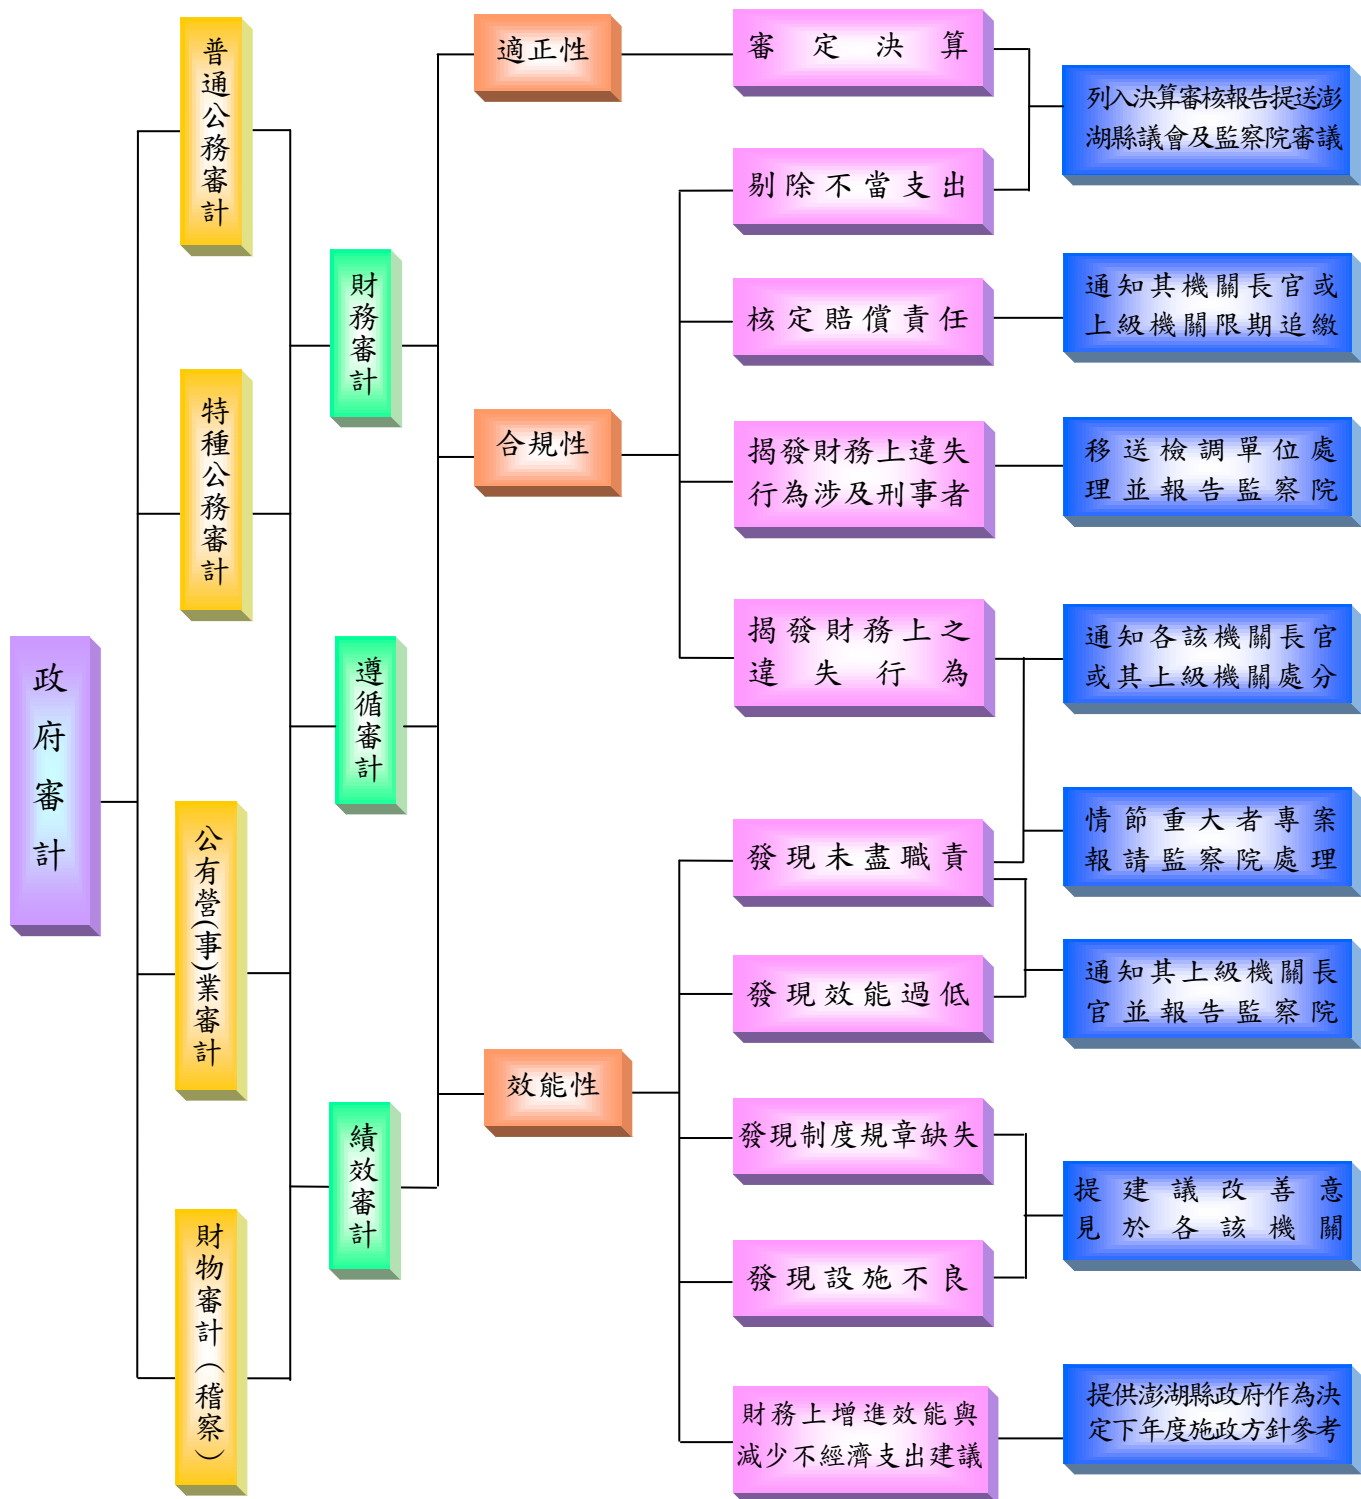 政府審計
普通公務審計
特種公務審計
公有營(事)業審計
財物審計(稽察)
財務審計
遵循審計
績效審計
適正性
合規性
效能性
審定決算
剔除不當支出
核定賠償責任
揭發財務上違失
行為涉及刑事者
揭發財務上之
違失行為
發現未盡職責
發現效能過低
發現制度規章缺失
發現設施不良
財務上增進效能與
減少不經濟支出建議
列入決算審核報告提送澎
湖縣議會及監察院審議
通知其機關長官或
上級機關限期追繳
移送檢調單位處
理並報告監察院
通知各該機關長官
或其上級機關處分
情節重大者專案
報請監察院處理
通知其上級機關長
官並報告監察院
提建議改善意
見於各該機關
提供澎湖縣政府作為決
定下年度施政方針參考